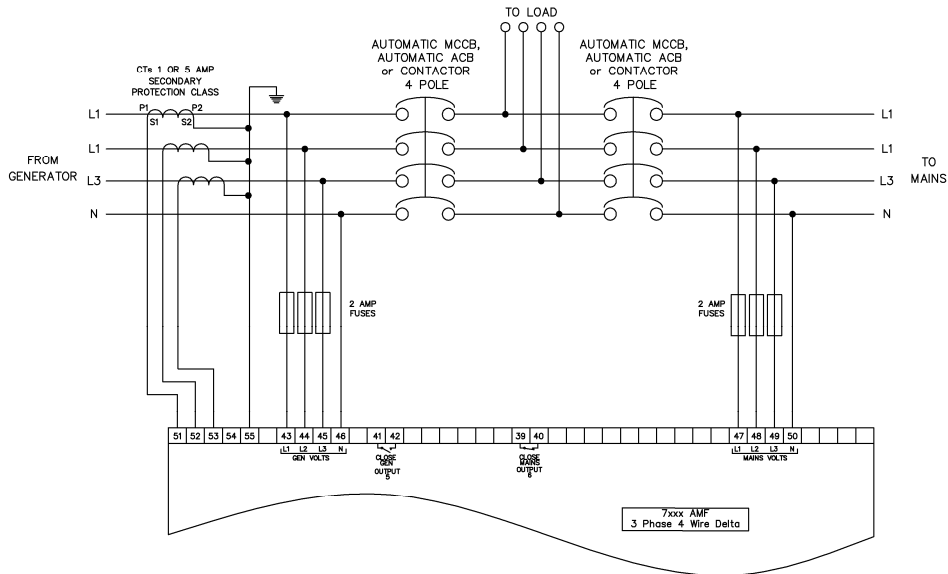 TO LOAD
AUTOMATIC MCCB,
AUTOMATIC ACB
or CONTACTOR
4 POLE
AUTOMATIC MCCB,
AUTOMATIC ACB
or CONTACTOR
4 POLE
CTs 1 OR 5 AMP
SECONDARY
PROTECTION CLASS
P1 P2
S1 S2
L1 L1
L1 L1
FROM
GENERATOR
TO
MAINS
L3 L3
N N
2 AMP
FUSES
2 AMP
FUSES
51 52 53 54 55 43 44 45 46 41 42 39 40 47 48 49 50
L1 L2 L3 N
GEN VOLTS
CLOSE
GEN
OUTPUT
5
CLOSE
MAINS
OUTPUT
6
L1 L2 L3 N
MAINS VOLTS
7xxx AMF
3 Phase 4 Wire Delta